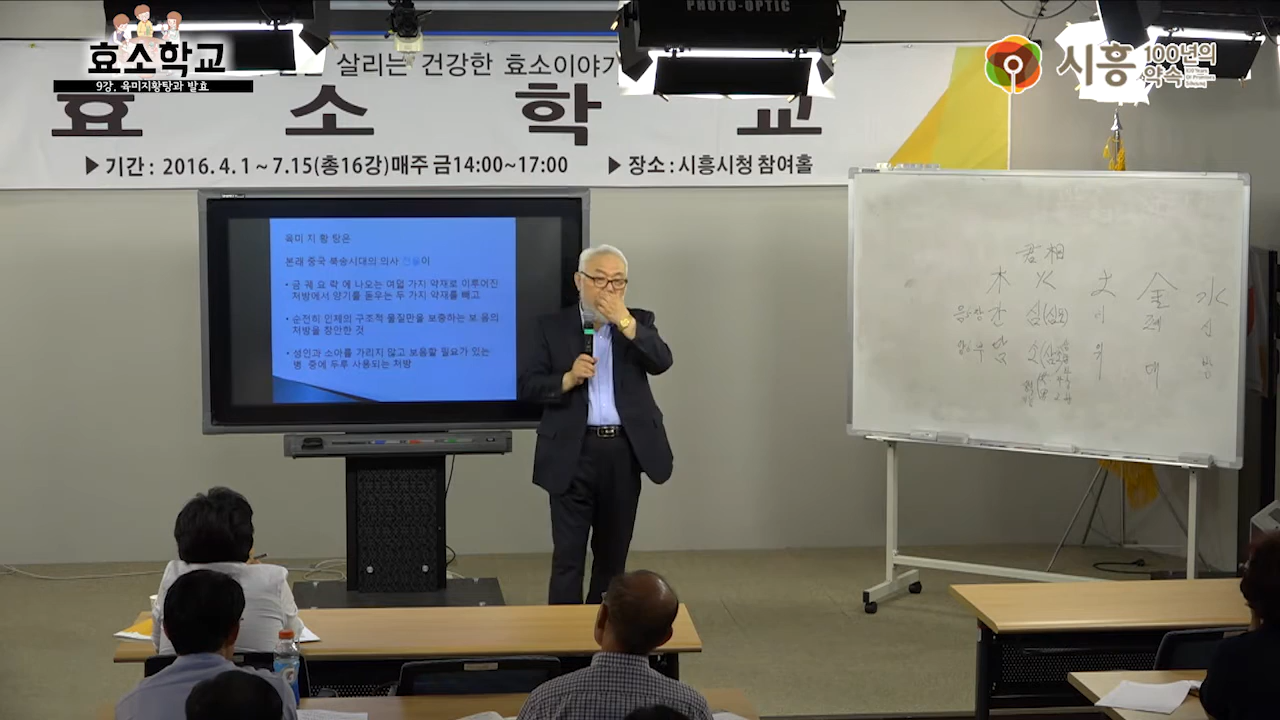 PHOTO-OPTIC
효소학교
9강. 육미지황탕과 발효
살리는 건강한 효소이야기
시흥 100년의 약속
효소학교
▶기간 : 2016.4.1 ~ 7.15(총16강)매주 금14:00~17:00 ▶장소 : 시흥시청 참여홀
육미 지 황 탕은
본래 중국 북송시대의 의사 전을이
• 금 궤 요 략 에 나오는 여덟 가지 약재로 이루어진
처방에서 양기를 돋우는 두 가지 약재를 빼고
• 순전히 인체의 구조적 물질만을 보충하는 보 음의
처방을 창안한 것
• 성인과 소아를 가리지 않고 보음할 필요가 있는
병 중에 두루 사용되는 처방
君相
木 火 土 金 水
간 심
위 대 방